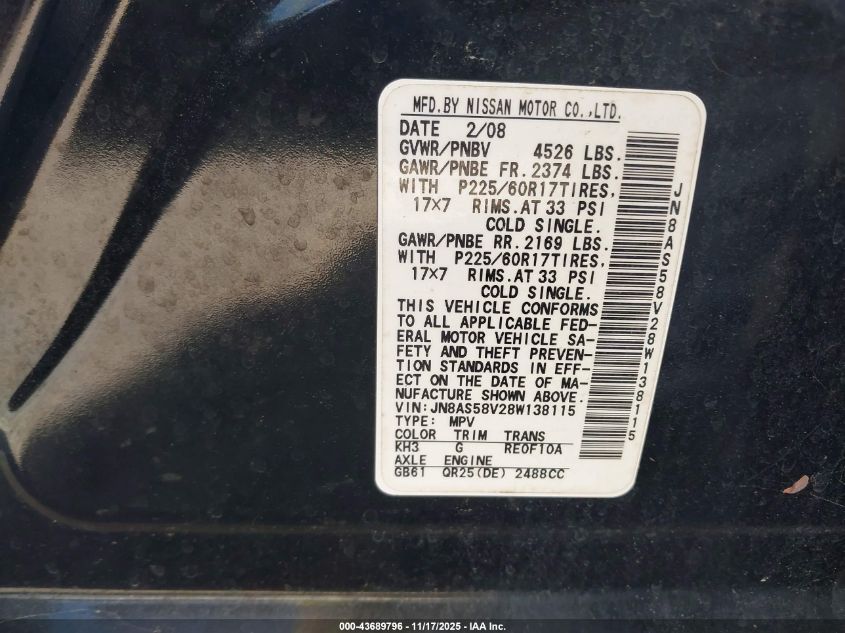 MFD.BY NISSAN MOTOR CO.,LTD.
DATE 2/08
GVWR/PNBV 4526 LBS.
GAWR/PNBE FR.2374 LBS.
WITH P225/60R17TIRES,
17×7 RIMS.AT 33 PSI
COLD SINGLE.
GAWR/PNBE RR.2169 LBS.
WITH P225/60R17TIRES,
17×7 RIMS.AT 33 PSI
COLD SINGLE.
THIS VEHICLE CONFORMS
TO ALL APPLICABLE FED-
ERAL MOTOR VEHICLE SA-
FETY AND THEFT PREVEN-
TION STANDARDS IN EFF-
ECT ON THE DATE OF MA-
NUFACTURE SHOWN ABOVE.
VIN:JN8AS58V28W138115
TYPE: MPV
COLOR TRIM TRANS
KH3 G RE0F10A
AXLE ENGINE
GB61 QR25(DE) 2488CC
JN8AS58V28W138115
000-43689796 - 11/17/2025 - IAA Inc.